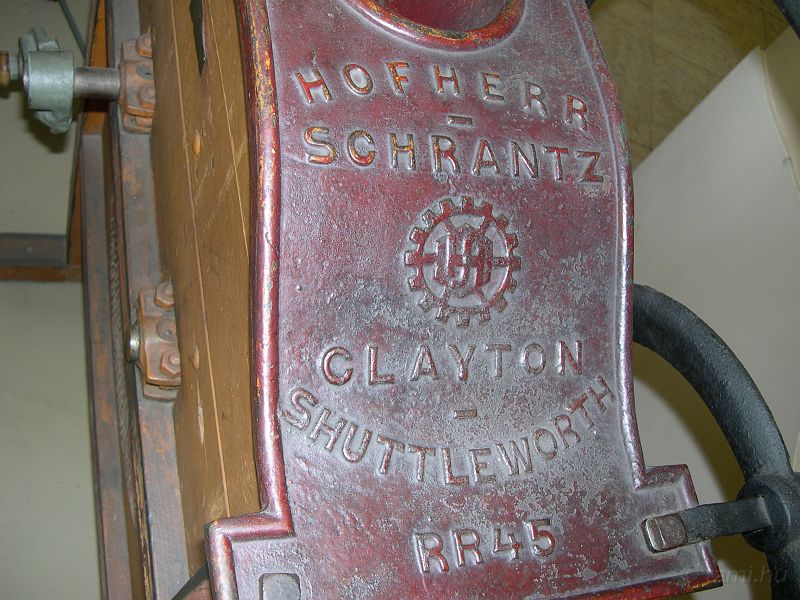 HOFHERR
-
SCHRANTZ
CLAYTON
-
SHUTTLEWORTH
RR45